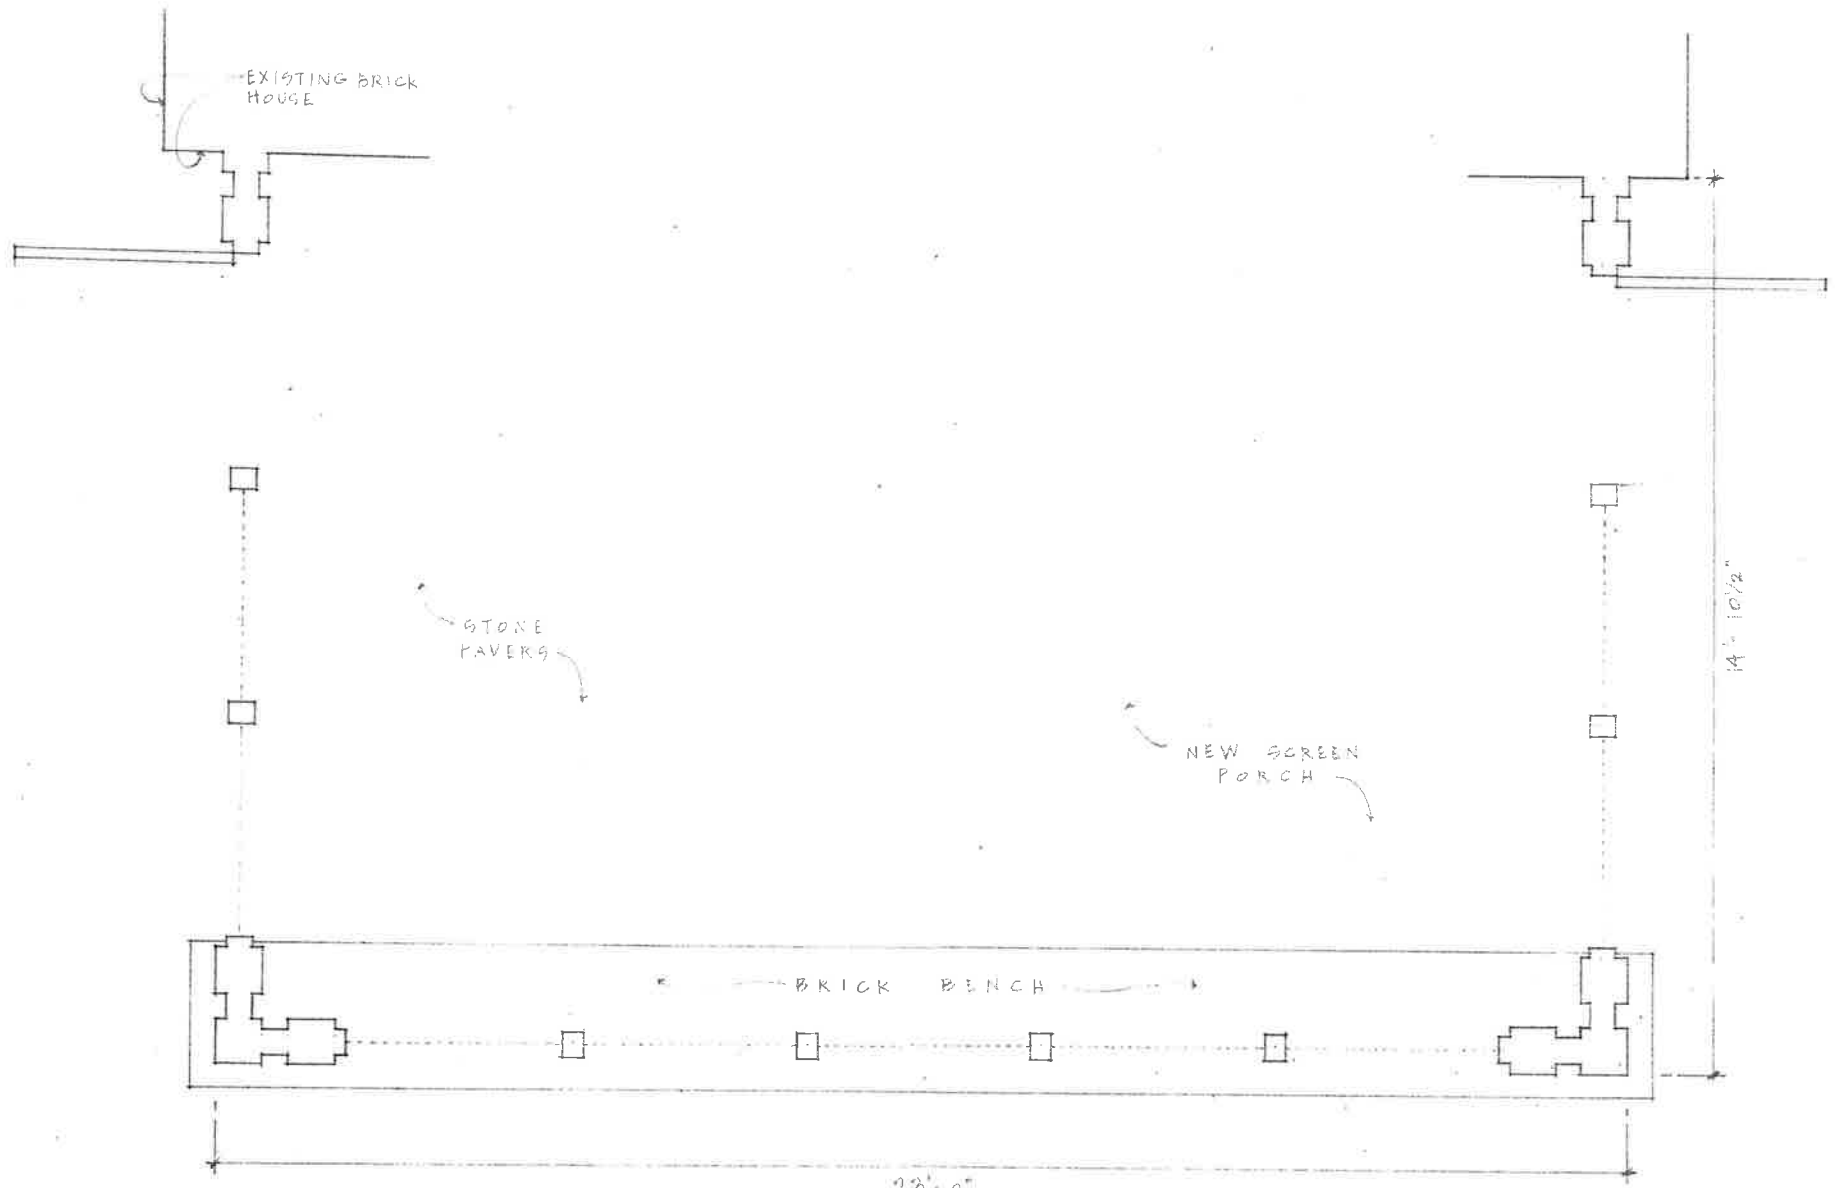 EXISTING BRICK
HOUSE
STONE
PAVERS
NEW SCREEN
PORCH
14'-10½"
BRICK BENCH